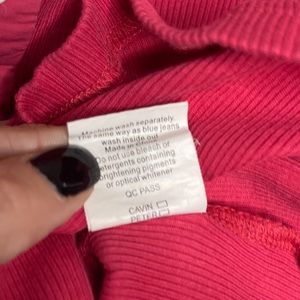 Machine wash separately.
The same way as blue jeans
wash inside out
Made in China
Do not use bleach or
detergents containing
brightening pigments
or optical whitener
QC PASS
CAVIN
PETER